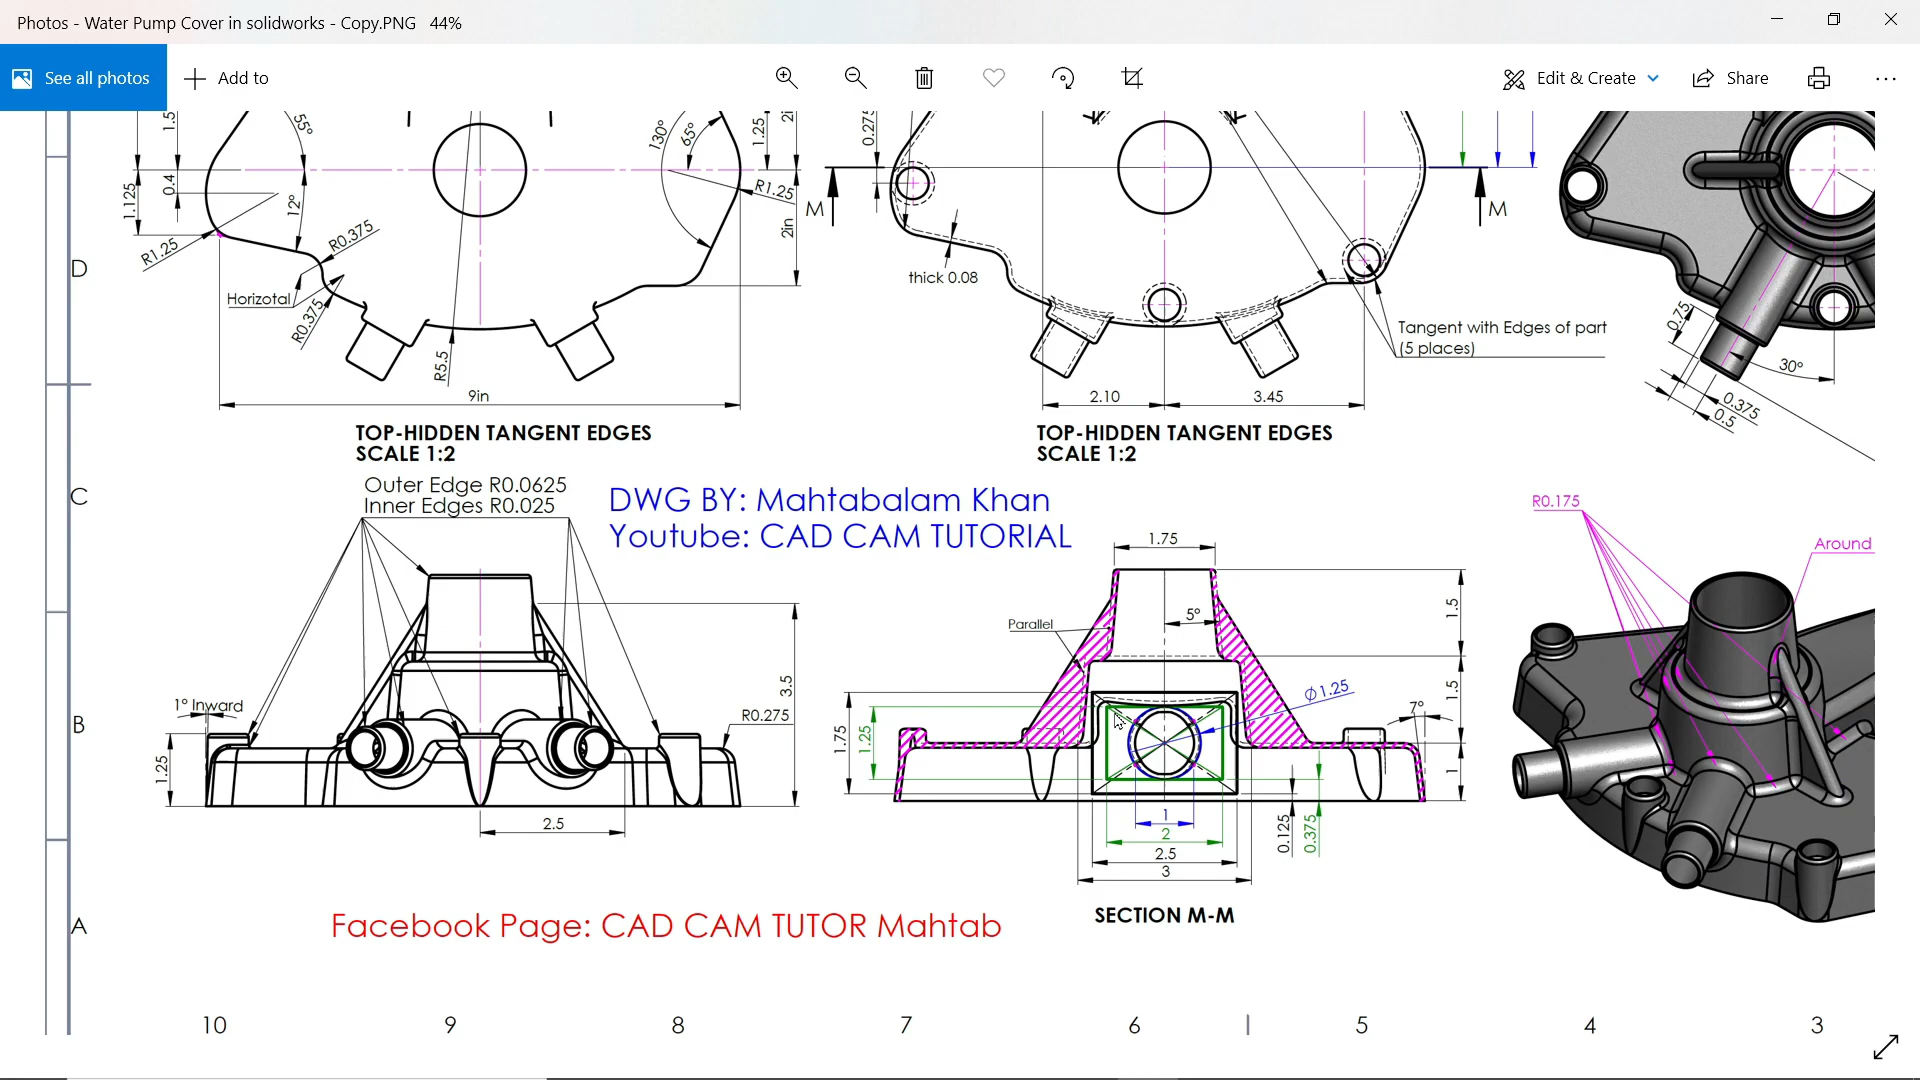 Photos - Water Pump Cover in solidworks - Copy.PNG 44%
See all photos
Add to
Edit & Create
Share
1.5
55°
130°
65°
1.25
2i
0.275
1.125
0.4
12°
R1.25
R0.375
R1.25
2in
M
M
D
R0.375
Horizotal
thick 0.08
R5.5
Tangent with Edges of part
(5 places)
0.75
30°
0.375
0.5
9in
2.10
3.45
TOP-HIDDEN TANGENT EDGES
SCALE 1:2
TOP-HIDDEN TANGENT EDGES
SCALE 1:2
C
Outer Edge R0.0625
Inner Edges R0.025
DWG BY: Mahtabalam Khan
Youtube: CAD CAM TUTORIAL
R0.175
Around
1.75
1.5
Parallel
5°
1.5
∅1.25
1° Inward
3.5
R0.275
7°
B
1.25
1.75
1.25
1
2.5
1
2
2.5
3
0.125
0.375
Facebook Page: CAD CAM TUTOR Mahtab
SECTION M-M
A
10 9 8 7 6 5 4 3